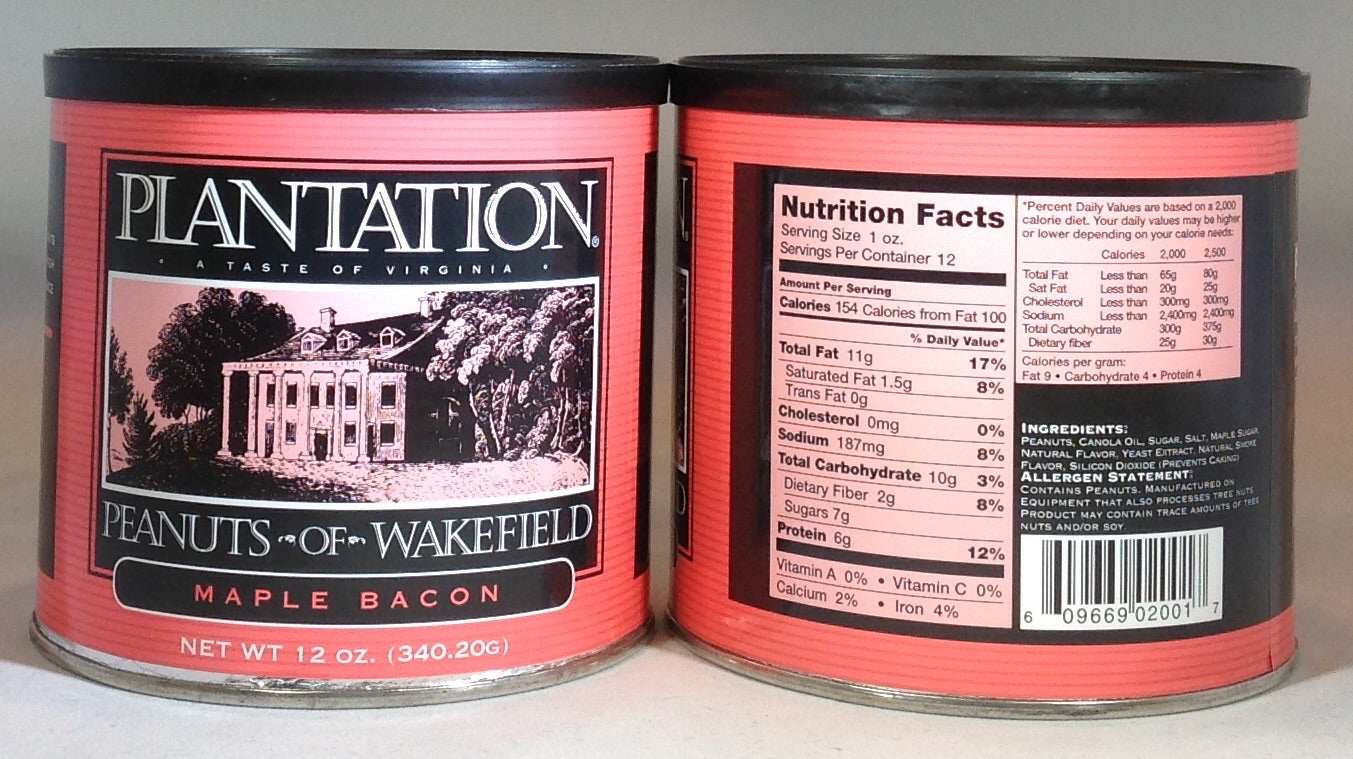 PLANTATION®
• A TASTE OF VIRGINIA •
PEANUTS OF WAKEFIELD
MAPLE BACON
NET WT 12 OZ. (340.20G)
Nutrition Facts
Serving Size 1 oz.
Servings Per Container 12
Amount Per Serving
Calories 154 Calories from Fat 100
% Daily Value*
Total Fat 11g 17%
Saturated Fat 1.5g 8%
Trans Fat 0g
Cholesterol 0mg 0%
Sodium 187mg 8%
Total Carbohydrate 10g 3%
Dietary Fiber 2g 8%
Sugars 7g
Protein 6g 12%
Vitamin A 0% • Vitamin C 0%
Calcium 2% • Iron 4%
*Percent Daily Values are based on a 2,000
calorie diet. Your daily values may be higher
or lower depending on your calorie needs:
Calories 2,000 2,500
Total Fat Less than 65g 80g
Sat Fat Less than 20g 25g
Cholesterol Less than 300mg 300mg
Sodium Less than 2,400mg 2,400mg
Total Carbohydrate 300g 375g
Dietary fiber 25g 30g
Calories per gram:
Fat 9 • Carbohydrate 4 • Protein 4
INGREDIENTS:
PEANUTS, CANOLA OIL, SUGAR, SALT, MAPLE SUGAR,
NATURAL FLAVOR, YEAST EXTRACT, NATURAL SMOKE
FLAVOR, SILICON DIOXIDE (PREVENTS CAKING)
ALLERGEN STATEMENT:
CONTAINS PEANUTS. MANUFACTURED ON
EQUIPMENT THAT ALSO PROCESSES TREE NUTS
PRODUCT MAY CONTAIN TRACE AMOUNTS OF TREE
NUTS AND/OR SOY.
6 09669 02001 7